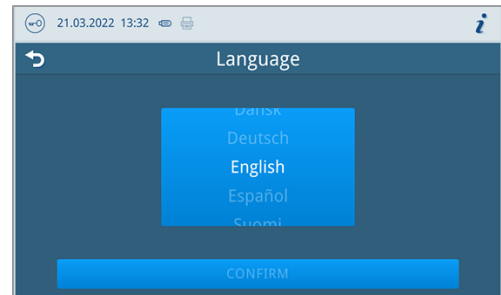 21.03.2022 13:32
i
Language
Dansk
Deutsch
English
Español
Suomi
CONFIRM